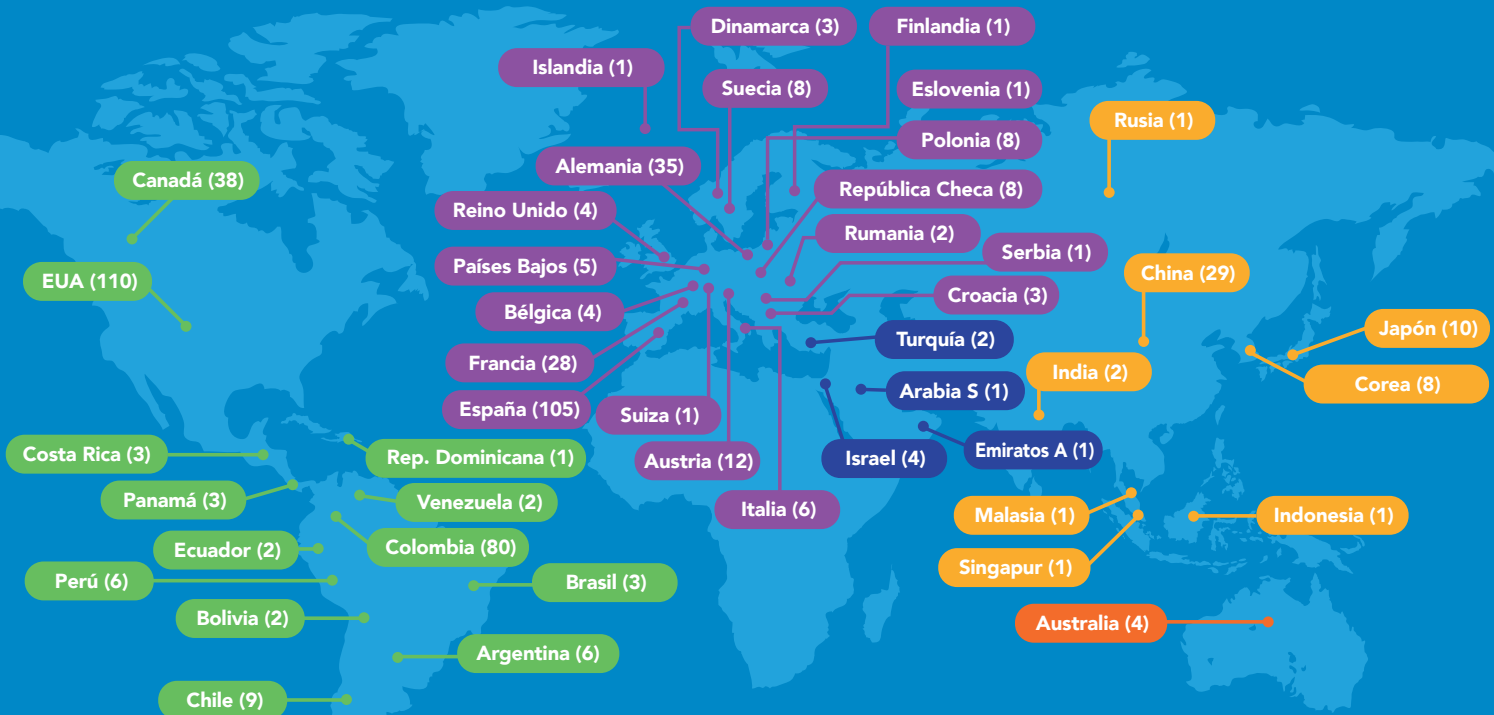 Dinamarca (3)
Finlandia (1)
Islandia (1)
Suecia (8)
Eslovenia (1)
Rusia (1)
Polonia (8)
Alemania (35)
Canadá (38)
República Checa (8)
Reino Unido (4)
Rumania (2)
Serbia (1)
Países Bajos (5)
China (29)
EUA (110)
Croacia (3)
Bélgica (4)
Japón (10)
Turquía (2)
Francia (28)
India (2)
Corea (8)
Arabia S (1)
España (105)
Suiza (1)
Emiratos A (1)
Costa Rica (3)
Rep. Dominicana (1)
Austria (12)
Israel (4)
Panamá (3)
Venezuela (2)
Italia (6)
Malasia (1)
Indonesia (1)
Ecuador (2)
Colombia (80)
Singapur (1)
Perú (6)
Brasil (3)
Bolivia (2)
Australia (4)
Argentina (6)
Chile (9)